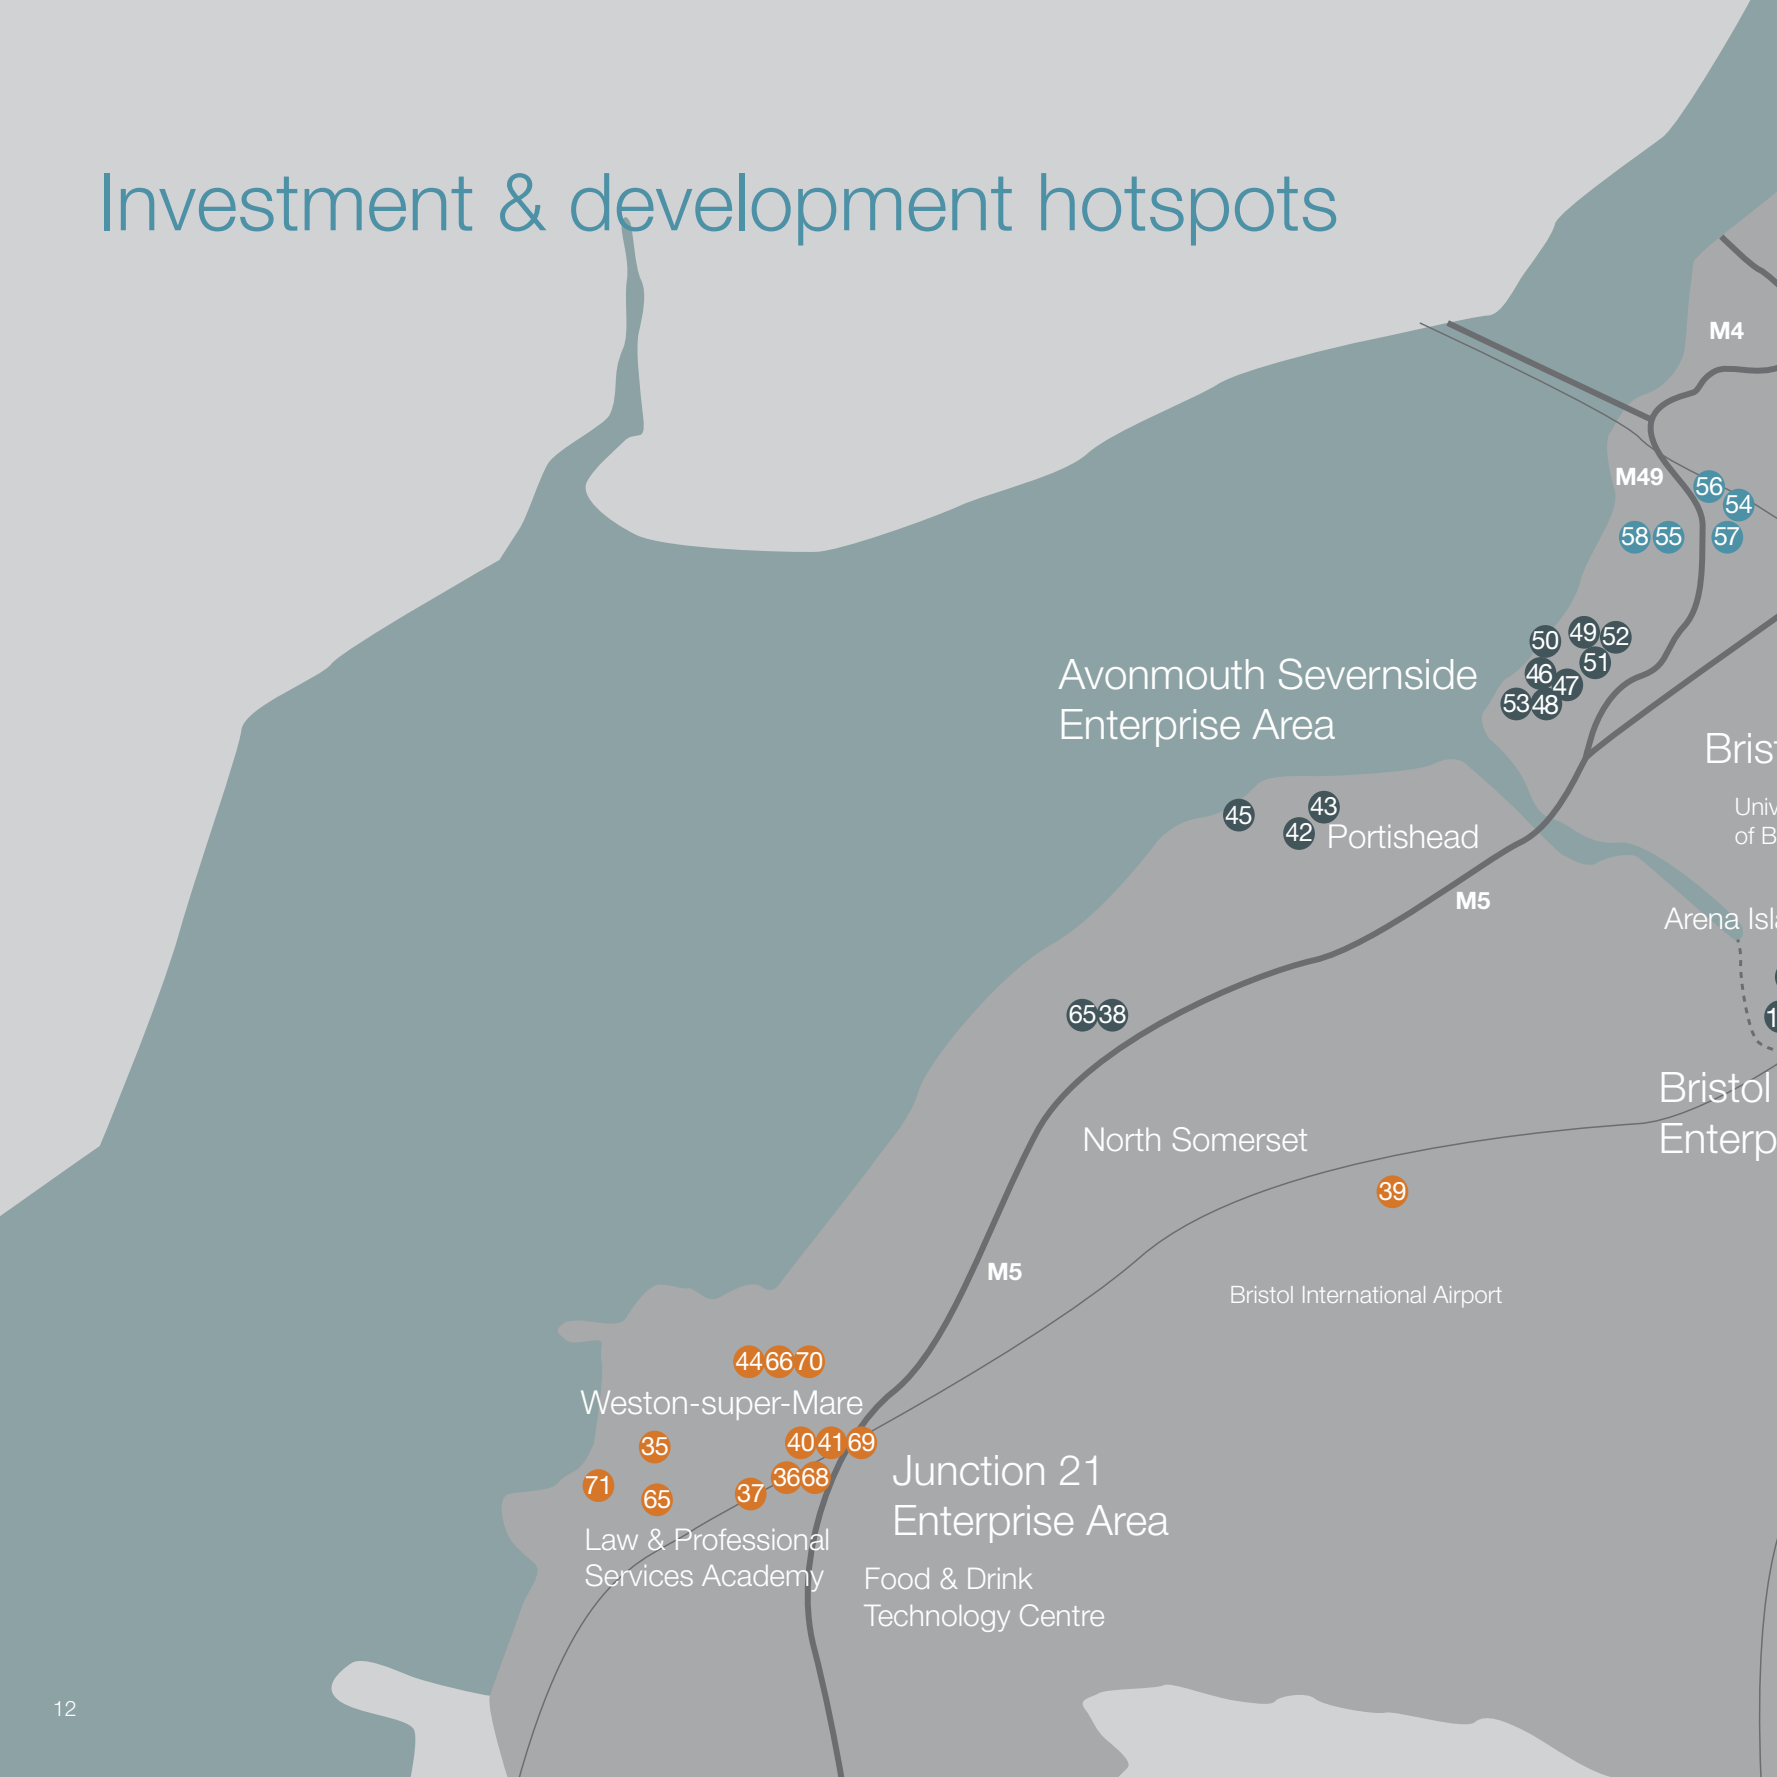 Investment & development hotspots
M4
M49
56
54
58 55 57
50 49 52
46 47 51
53 48
Avonmouth Severnside
Enterprise Area
45 43
42 Portishead
M5
65 38
North Somerset
39
M5
Bristol International Airport
Bristol
44 66 70
Weston-super-Mare
35 40 41 69
71 65 37 36 68
Junction 21
Enterprise Area
Law & Professional
Services Academy
Food & Drink
Technology Centre
of B
Arena
12